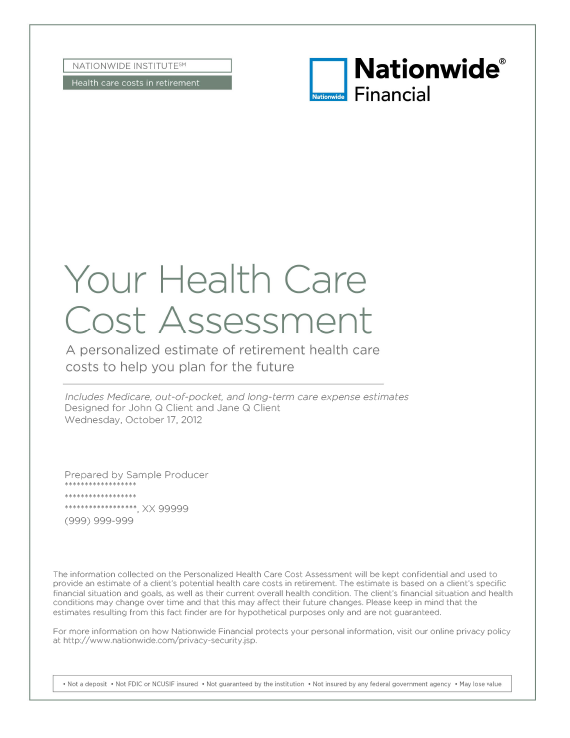 NATIONWIDE INSTITUTE℠
Health care costs in retirement
Nationwide®
Nationwide
Financial
Your Health Care
Cost Assessment
A personalized estimate of retirement health care
costs to help you plan for the future
Includes Medicare, out-of-pocket, and long-term care expense estimates
Designed for John Q Client and Jane Q Client
Wednesday, October 17, 2012
Prepared by Sample Producer
******************
******************
******************, XX 99999
(999) 999-999
The information collected on the Personalized Health Care Cost Assessment will be kept confidential and used to
provide an estimate of a client's potential health care costs in retirement. The estimate is based on a client's specific
financial situation and goals, as well as their current overall health condition. The client's financial situation and health
conditions may change over time and that this may affect their future changes. Please keep in mind that the
estimates resulting from this fact finder are for hypothetical purposes only and are not guaranteed.
For more information on how Nationwide Financial protects your personal information, visit our online privacy policy
at http://www.nationwide.com/privacy-security.jsp.
• Not a deposit • Not FDIC or NCUSIF insured • Not guaranteed by the institution • Not insured by any federal government agency • May lose value